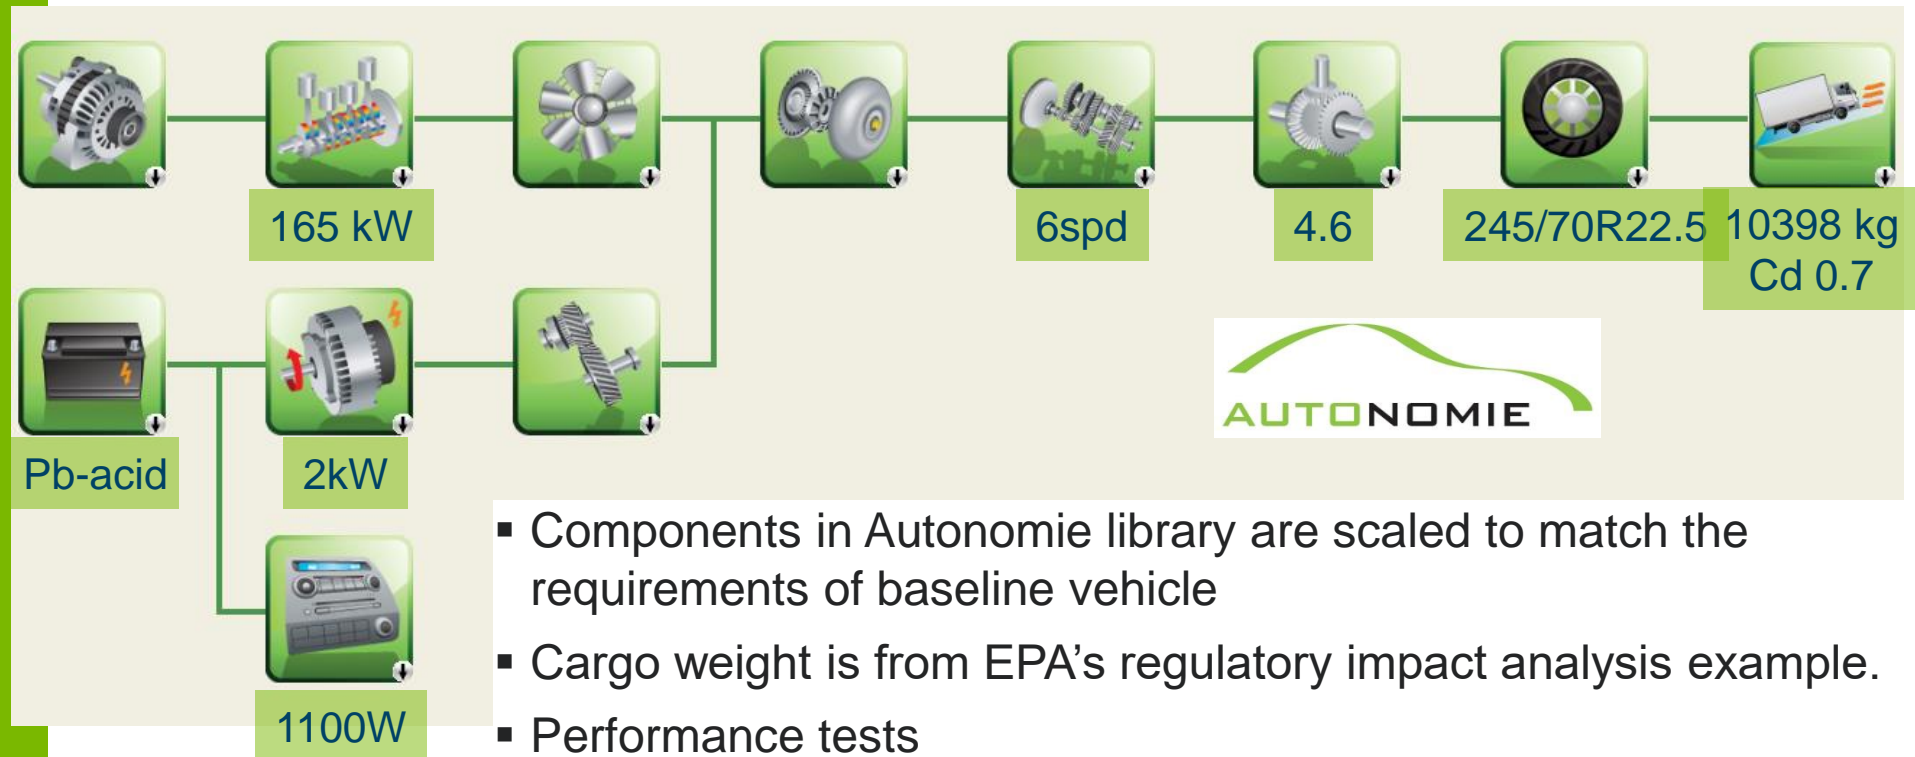 165 kW
6spd
4.6
245/70R22.5
10398 kg
Cd 0.7
AUTONOMIE
Pb-acid
2kW
1100W
▪ Components in Autonomie library are scaled to match the
requirements of baseline vehicle
▪ Cargo weight is from EPA’s regulatory impact analysis example.
▪ Performance tests